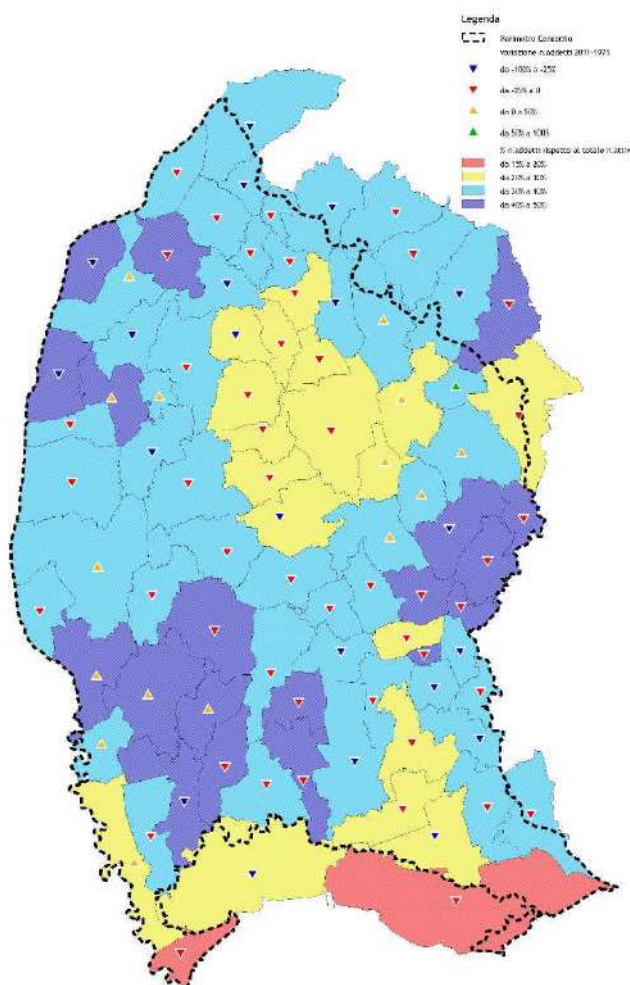 Legenda
Perimetro Consorzio
variazione n.addetti 2011-1971
da -100% a -25%
da -25% a 0
da 0 a 50%
da 50% a 100%
% n.addetti rispetto al totale n.attivi
da 15% a 20%
da 20% a 30%
da 30% a 40%
da 40% a 50%